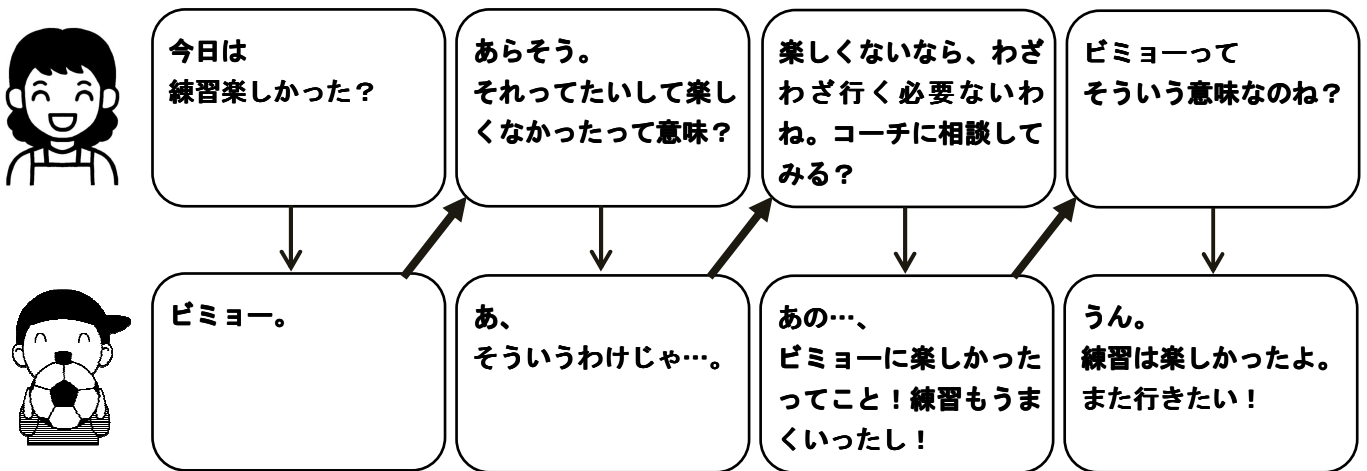 今日は
練習楽しかった？
ビミョー。
あらそう。
それってたいして楽し
くなかったって意味？
あ、
そういうわけじゃ…。
楽しくないなら、わざ
わざ行く必要ないわ
ね。コーチに相談して
みる？
あの…、
ビミョーに楽しかった
ってこと！練習もうま
くいったし！
ビミョーって
そういう意味なのね？
うん。
練習は楽しかったよ。
また行きたい！